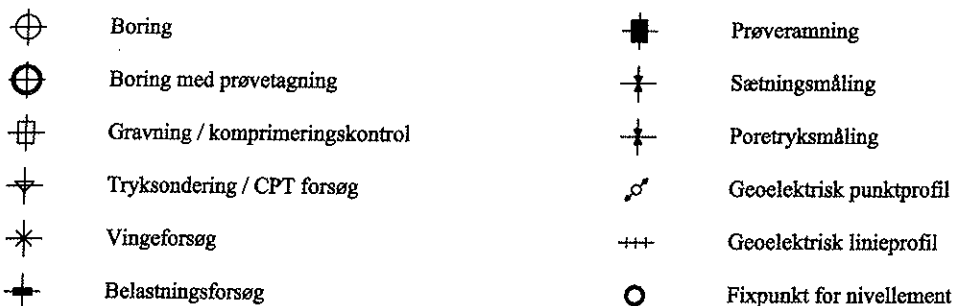 Boring
Boring med prøvetagning
Gravning / komprimeringskontrol
Tryksondering / CPT forsøg
Vingeforsøg
Belastningsforsøg
Prøveramning
Sætningsmåling
Poretryksmåling
Geoelektrisk punktprofil
Geoelektrisk linieprofil
Fixpunkt for nivellement